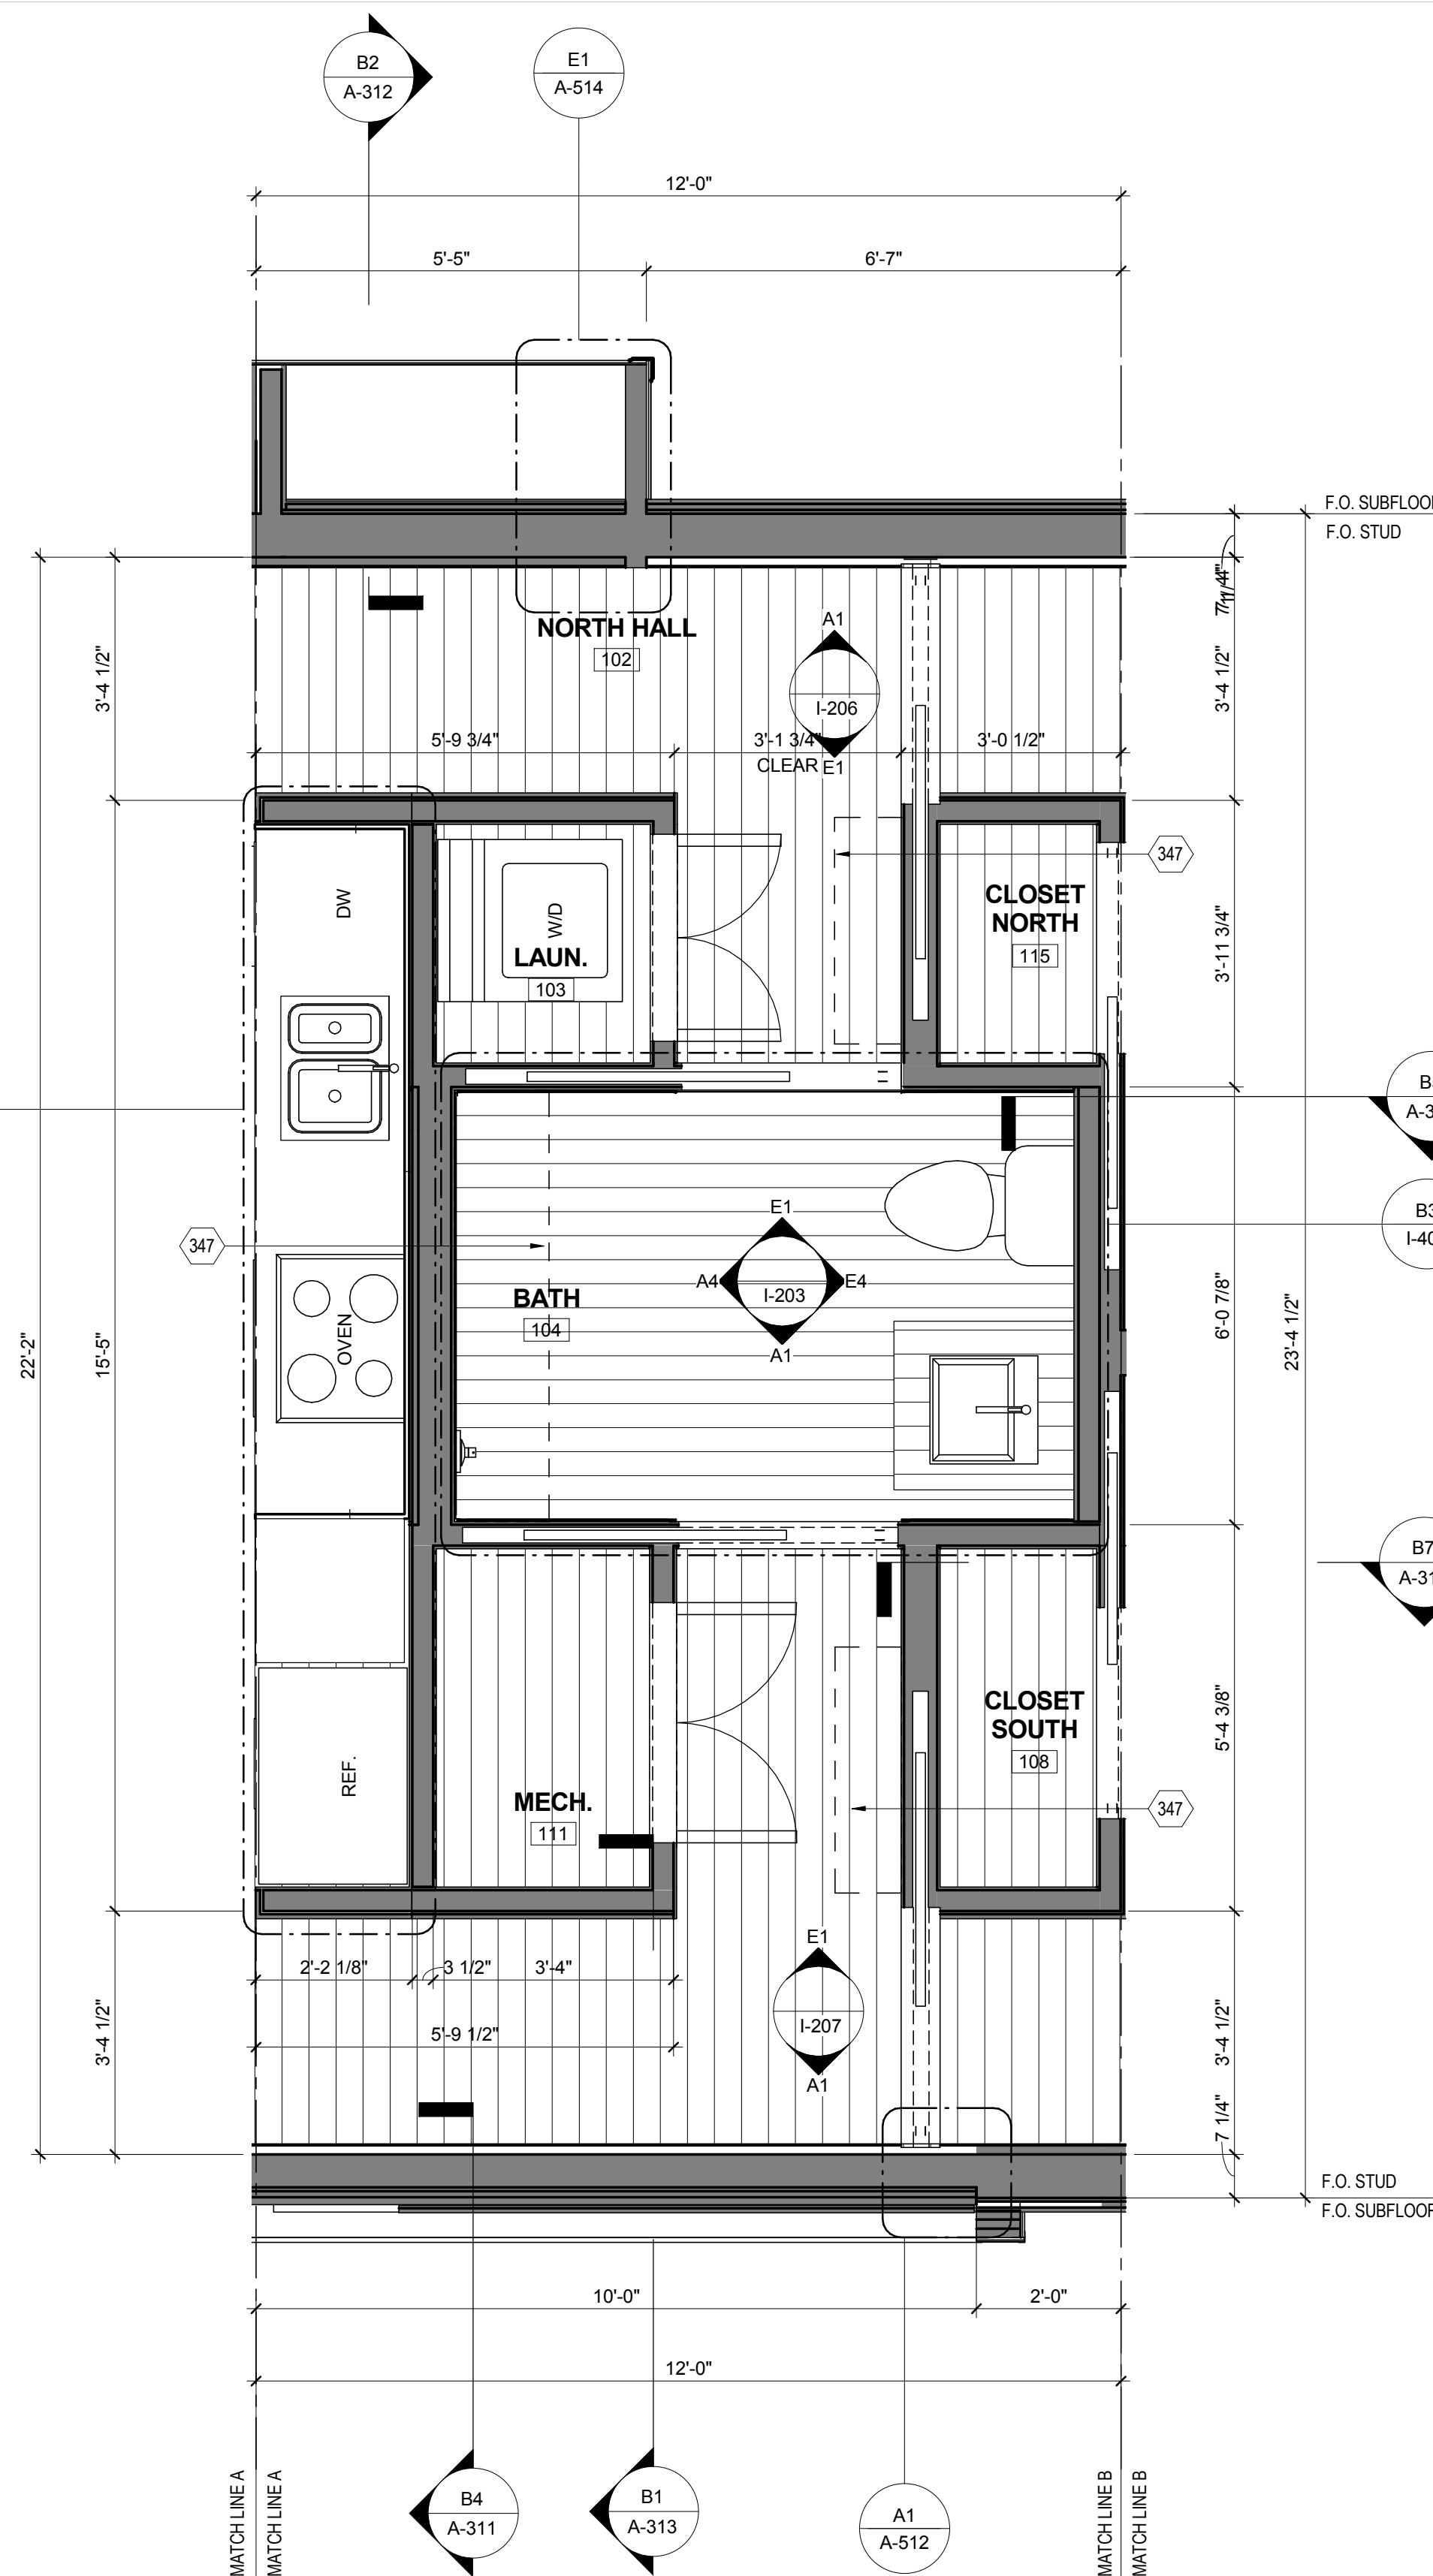 B2
A-312
E1
A-514
12'-0"
5'-5"
6'-7"
F.O. SUBFLOOR
F.O. STUD
NORTH HALL
102
A1
I-206
E1
3'-4 1/2"
3'-4 1/2"
5'-9 3/4"
3'-1 3/4"
CLEAR
3'-0 1/2"
347
DW
W/D
LAUN.
103
CLOSET
NORTH
115
3'-11 3/4"
347
E1
A4
I-203
E4
A1
BATH
104
OVEN
22'-2"
15'-5"
6'-0 7/8"
23'-4 1/2"
CLOSET
SOUTH
108
5'-4 3/8"
REF.
MECH.
111
347
2'-2 1/8"
3 1/2"
3'-4"
5'-9 1/2"
E1
I-207
A1
3'-4 1/2"
3'-4 1/2"
7 1/4"
F.O. STUD
F.O. SUBFLOOR
10'-0"
2'-0"
12'-0"
MATCH LINE A
MATCH LINE A
B4
A-311
B1
A-313
A1
A-512
MATCH LINE B
MATCH LINE B